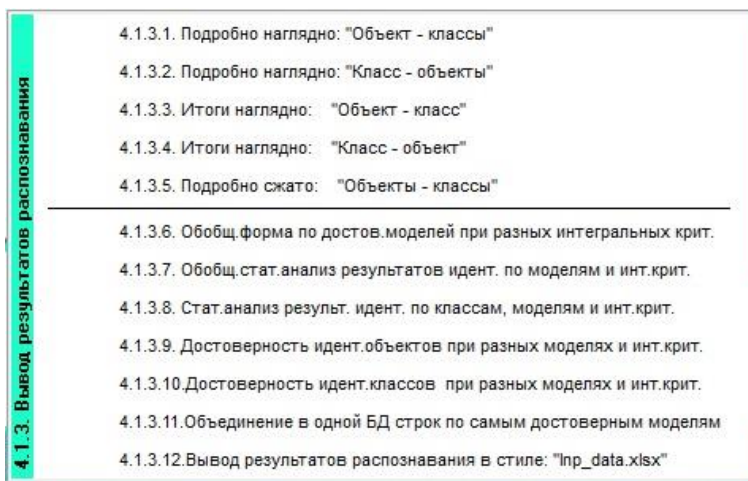 4.1.3. Вывод результатов распознавания
4.1.3.1. Подробно наглядно: "Объект - классы"
4.1.3.2. Подробно наглядно: "Класс - объекты"
4.1.3.3. Итоги наглядно: "Объект - класс"
4.1.3.4. Итоги наглядно: "Класс - объект"
4.1.3.5. Подробно сжато: "Объекты - классы"
4.1.3.6. Обобщ.форма по достов.моделей при разных интегральных крит.
4.1.3.7. Обобщ.стат.анализ результатов идент. по моделям и инт.крит.
4.1.3.8. Стат.анализ результ. идент. по классам, моделям и инт.крит.
4.1.3.9. Достоверность идент.объектов при разных моделях и инт.крит.
4.1.3.10.Достоверность идент.классов при разных моделях и инт.крит.
4.1.3.11.Объединение в одной БД строк по самым достоверным моделям
4.1.3.12.Вывод результатов распознавания в стиле: "Inp_data.xlsx"